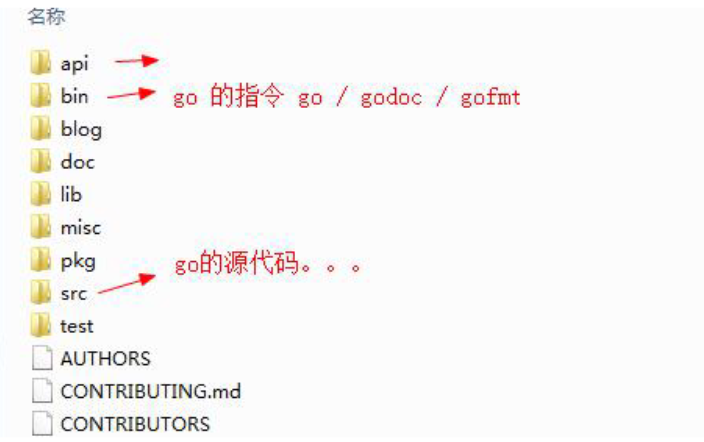 名称
api
bin go 的指令 go / godoc / gofmt
blog
doc
lib
misc
pkg
go的源代码。。。
src
test
AUTHORS
CONTRIBUTING.md
CONTRIBUTORS